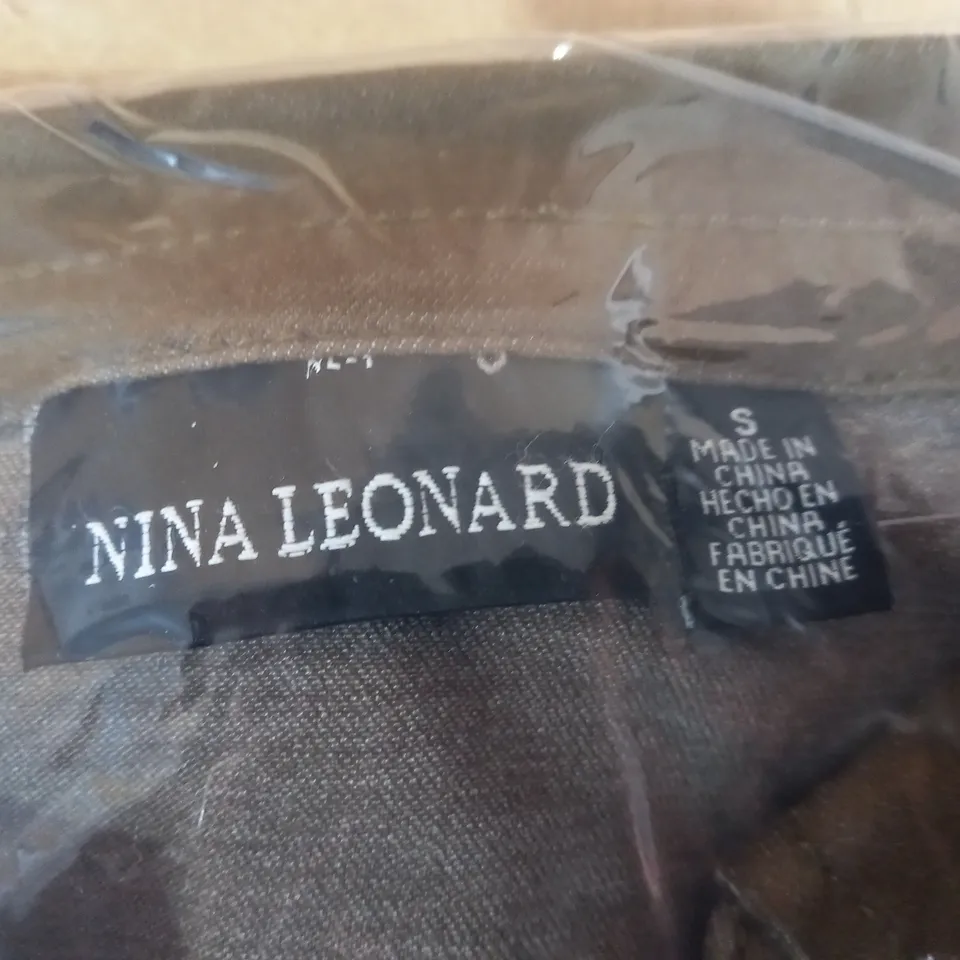 NINA LEONARD
S
MADE IN
CHINA
HECHO EN
CHINA
FABRIQUÉ
EN CHINE